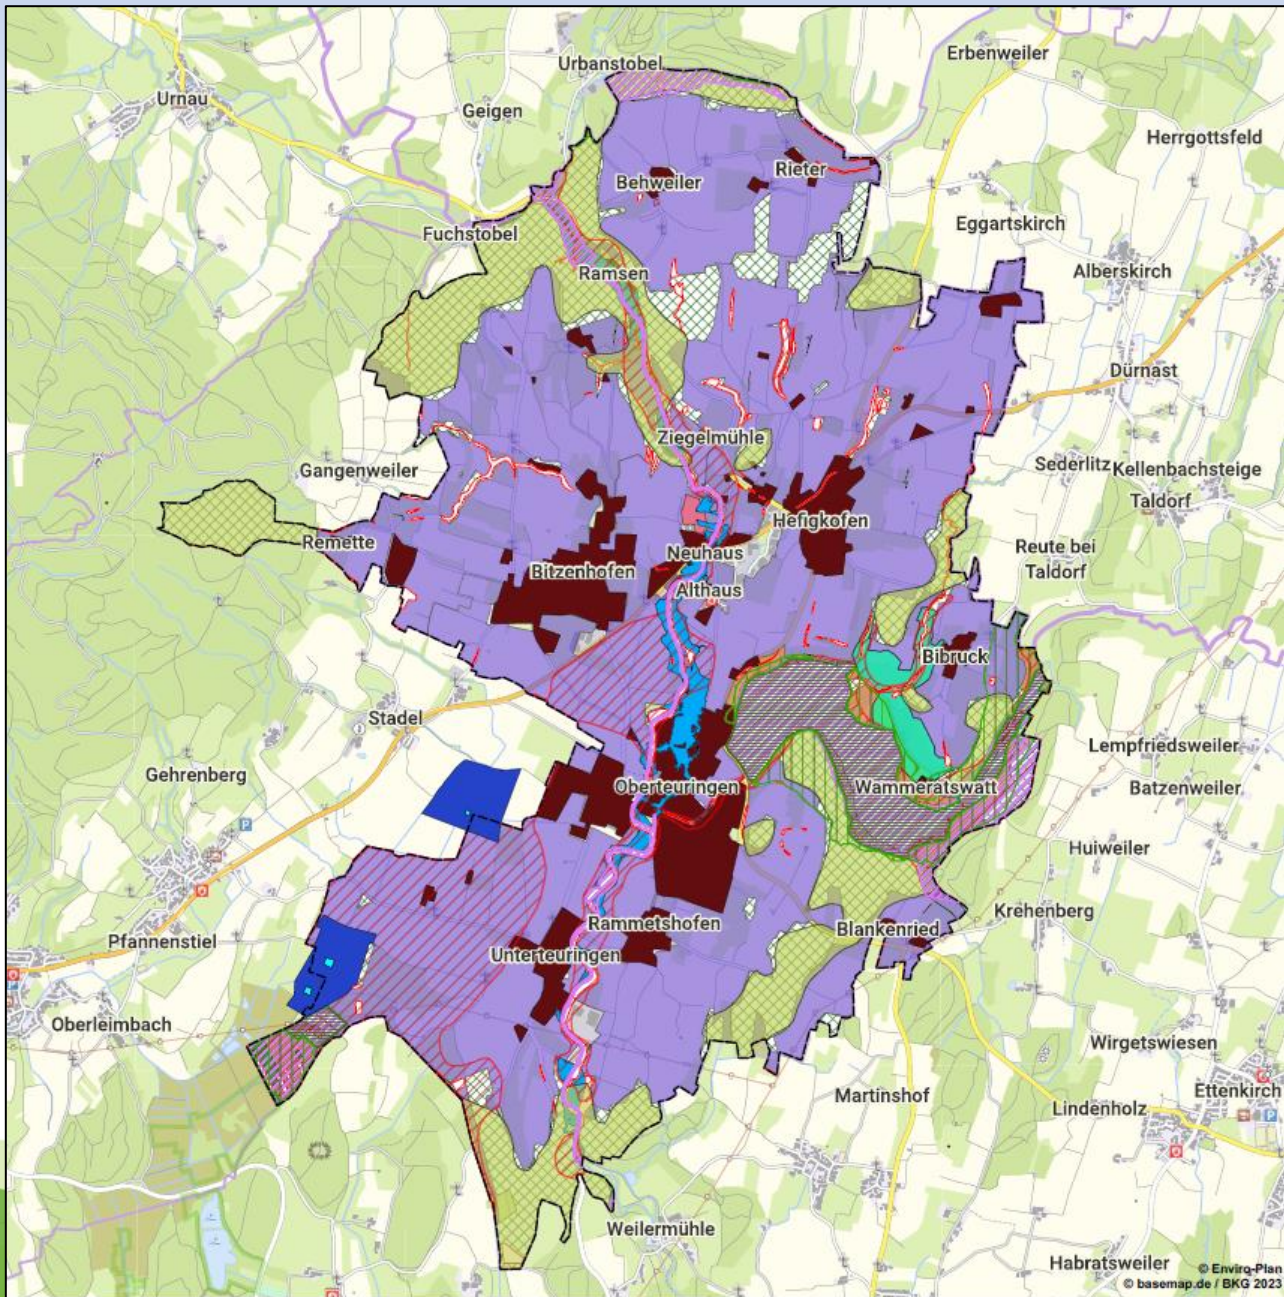 Urbanstobel
Erbenweiler
Urnau
Geigen
Herrgottsfeld
Rieter
Behweiler
Eggartskirch
Fuchstobel
Alberskirch
Ramsen
Dürnast
Ziegelmühle
Gangenweiler
Sederlitz
Kellenbachsteige
Taldorf
Hefigkofen
Remette
Neuhaus
Reute bei
Taldorf
Bitzenhofen
Althaus
Bibruck
Stadel
Lempfriedsweiler
Gehrenberg
Oberteuringen
Wammeratswatt
Batzenweiler
P
Huiweiler
Krehenberg
Rammetshofen
Blankenried
Pfannenstiel
Unterteuringen
Oberleimbach
Wirgetswiesen
Martinshof
Ettenkirch
Lindenholz
P
Weilermühle
Habratsweiler
© Enviro-Plan
© basemap.de / BKG 2023